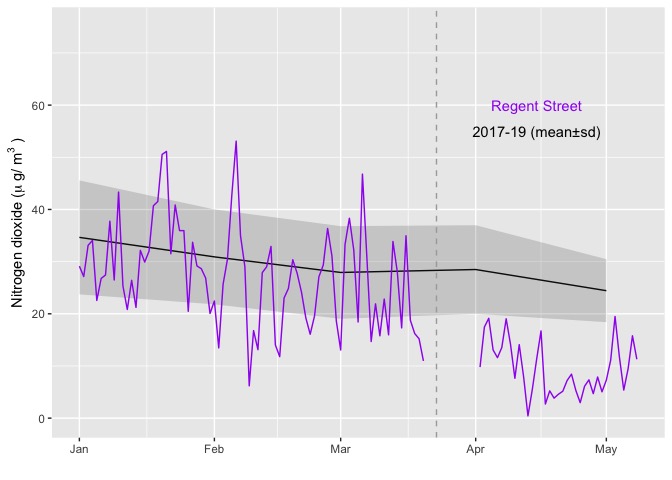 Nitrogen dioxide (μ g/ m³ )
60
40
20
0
Regent Street
2017-19 (mean±sd)
Jan Feb Mar Apr May